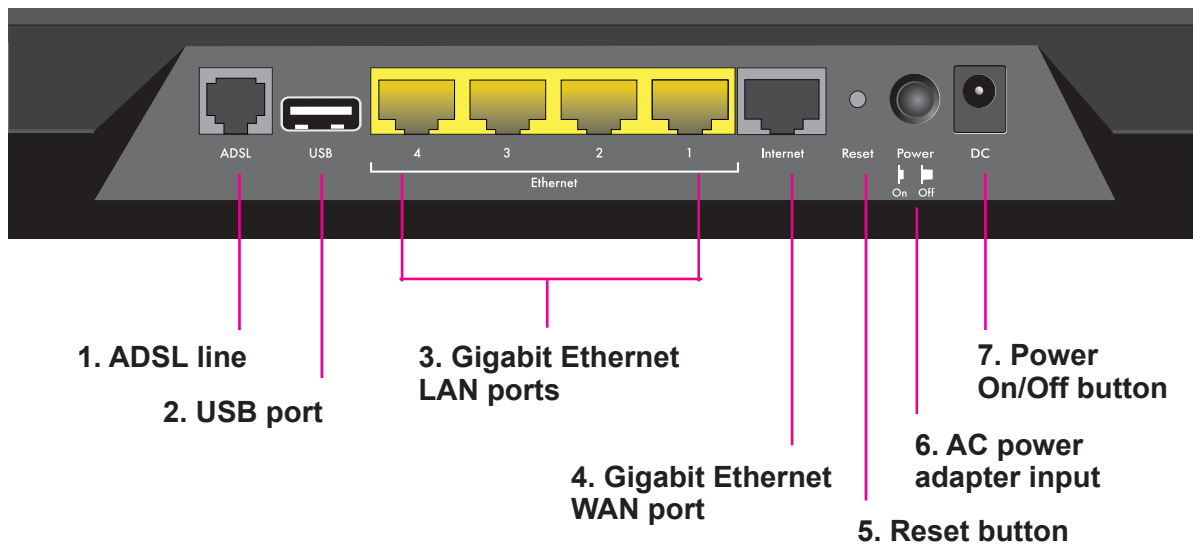 ADSL USB 4 3 2 1 Internet Reset Power DC
Ethernet
On Off
1. ADSL line
2. USB port
3. Gigabit Ethernet
LAN ports
4. Gigabit Ethernet
WAN port
5. Reset button
6. AC power
adapter input
7. Power
On/Off button